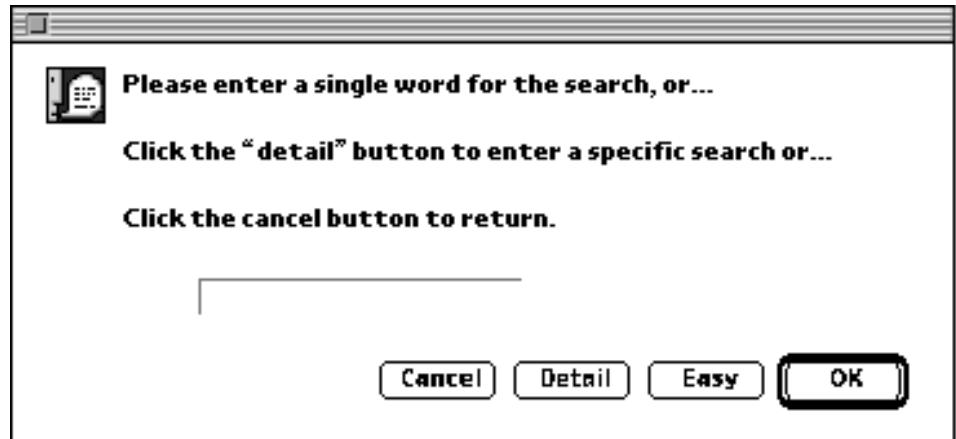 Please enter a single word for the search, or...
Click the “detail” button to enter a specific search or...
Click the cancel button to return.
Cancel Detail Easy OK